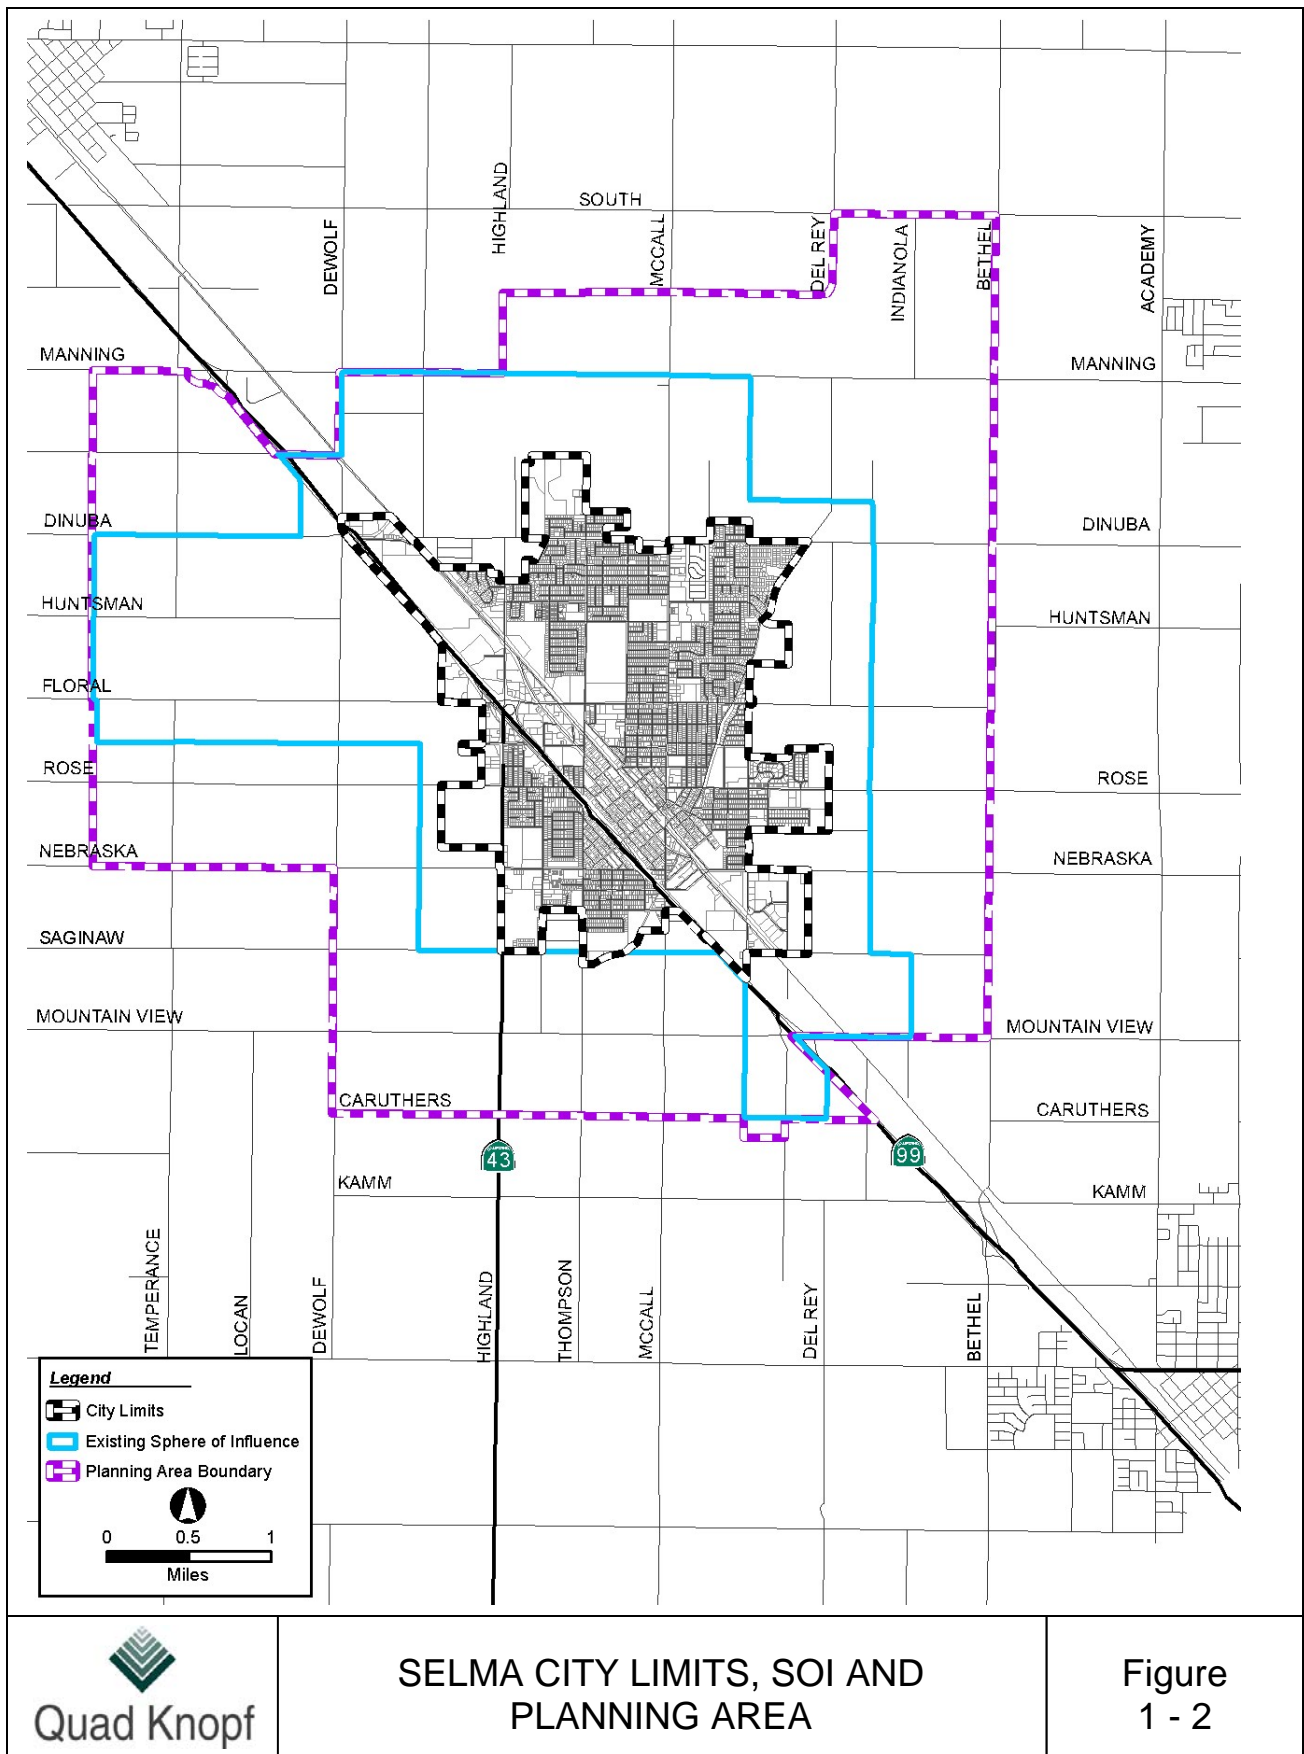 SOUTH
HIGHLAND
DEWOLF
MCCALL
DEL REY
INDIANOLA
BETHEL
ACADEMY
MANNING
MANNING
DINUBA
DINUBA
HUNTSMAN
HUNTSMAN
FLORAL
ROSE
ROSE
NEBRASKA
NEBRASKA
SAGINAW
MOUNTAIN VIEW
MOUNTAIN VIEW
CARUTHERS
CARUTHERS
43
99
KAMM
KAMM
TEMPERANCE
LOCAN
DEWOLF
HIGHLAND
THOMPSON
MCCALL
DEL REY
BETHEL
Legend
City Limits
Existing Sphere of Influence
Planning Area Boundary
0 0.5 1
Miles
Quad Knopf
SELMA CITY LIMITS, SOI AND
PLANNING AREA
Figure
1 - 2